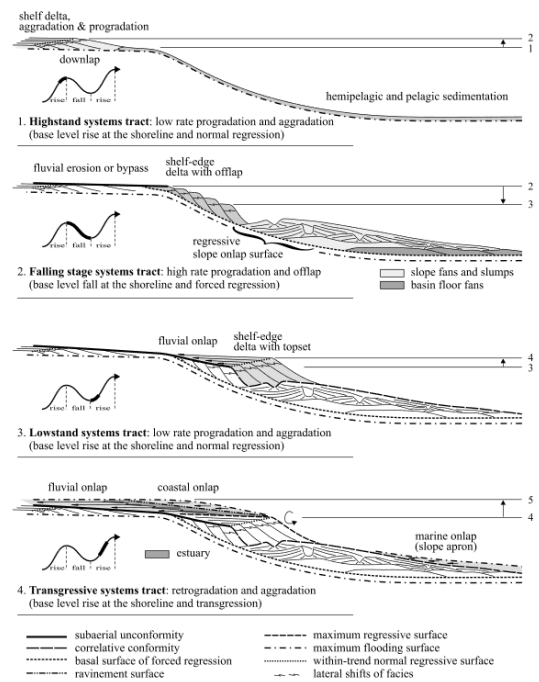 shelf delta,
aggradation & progradation
2
1
downlap
rise fall rise
hemipelagic and pelagic sedimentation
1. Highstand systems tract: low rate progradation and aggradation
(base level rise at the shoreline and normal regression)
fluvial erosion or bypass
shelf-edge
delta with offlap
2
3
rise fall rise
regressive
slope onlap surface
2. Falling stage systems tract: high rate progradation and offlap
(base level fall at the shoreline and forced regression)
slope fans and slumps
basin floor fans
fluvial onlap
shelf-edge
delta with topset
4
3
rise fall rise
3. Lowstand systems tract: low rate progradation and aggradation
(base level rise at the shoreline and normal regression)
fluvial onlap
coastal onlap
5
4
rise fall rise
estuary
marine onlap
(slope apron)
4. Transgressive systems tract: retrogradation and aggradation
(base level rise at the shoreline and transgression)
subaerial unconformity
correlative conformity
basal surface of forced regression
ravinement surface
maximum regressive surface
maximum flooding surface
within-trend normal regressive surface
lateral shifts of facies